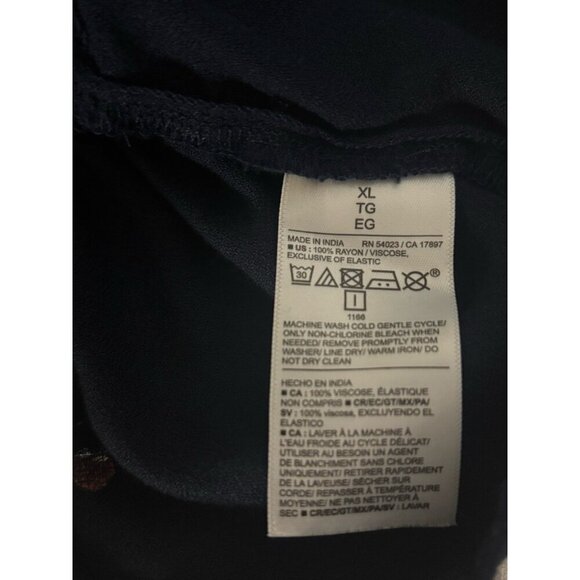 XL
TG
EG
MADE IN INDIA RN 54023 / CA 17897
■ US : 100% RAYON / VISCOSE,
EXCLUSIVE OF ELASTIC
30 ®
I
1166
MACHINE WASH COLD GENTLE CYCLE/
ONLY NON-CHLORINE BLEACH WHEN
NEEDED/ REMOVE PROMPTLY FROM
WASHER/ LINE DRY/ WARM IRON/ DO
NOT DRY CLEAN
HECHO EN INDIA
■ CA : 100% VISCOSE, ÉLASTIQUE
NON COMPRIS ■ CR/EC/GT/MX/PA/
SV : 100% viscosa, EXCLUYENDO EL
ELASTICO
■ CA : LAVER À LA MACHINE À
L'EAU FROIDE AU CYCLE DÉLICAT/
UTILISER AU BESOIN UN AGENT
DE BLANCHIMENT SANS CHLORE
UNIQUEMENT/ RETIRER RAPIDEMENT
DE LA LAVEUSE/ SÉCHER SUR
CORDE/ REPASSER À TEMPÉRATURE
MOYENNE/ NE PAS NETTOYER À
SEC ■ CR/EC/GT/MX/PA/SV : LAVAR